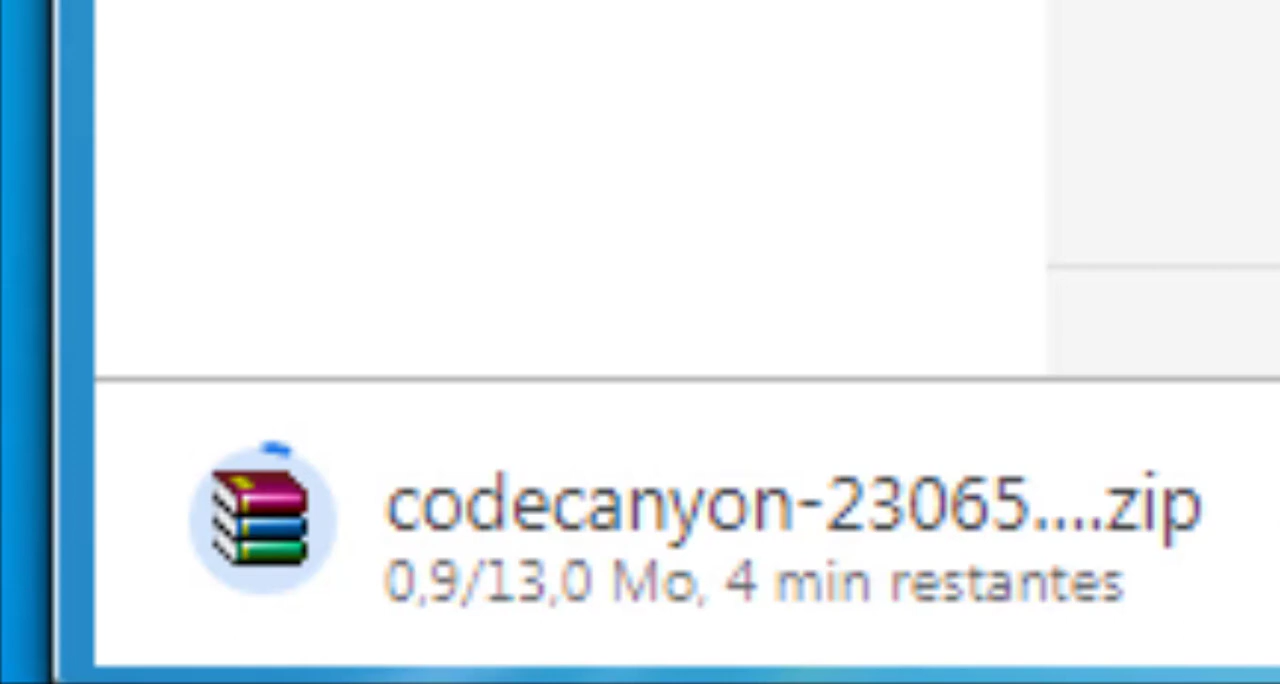 codecanyon-23065....zip
0,9/13,0 Mo, 4 min restantes